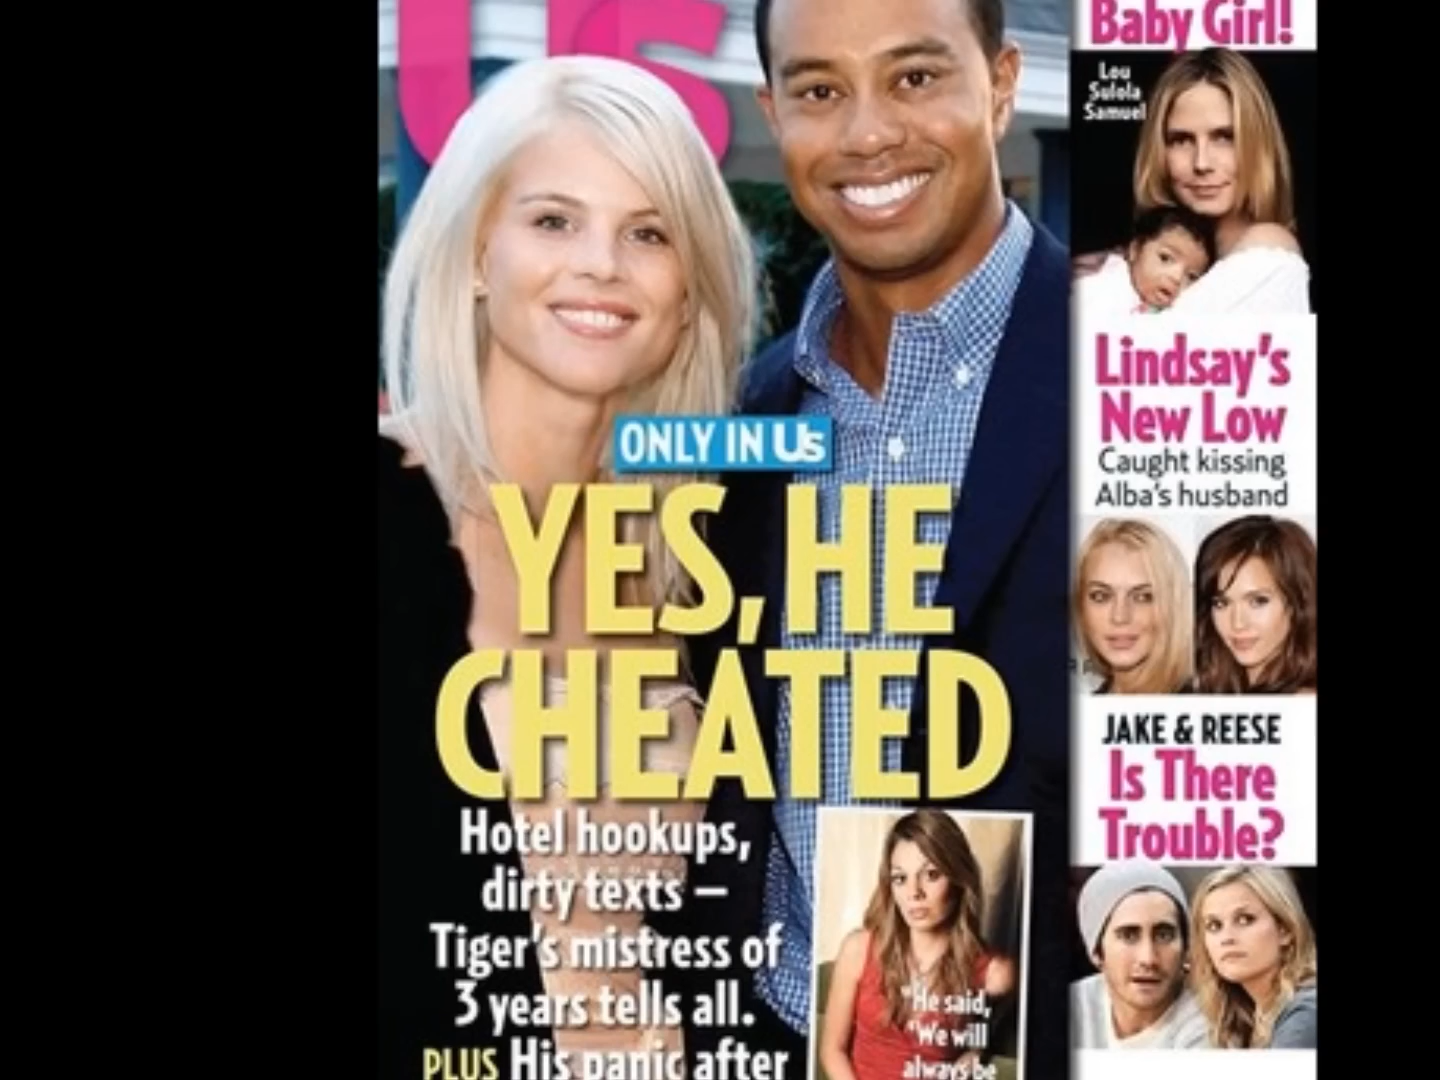 Us
ONLY IN Us
YES, HE
CHEATED
Hotel hookups,
dirty texts —
Tiger's mistress of
3 years tells all.
PLUS His panic after
"He said,
'We will
always be
Baby Girl!
Lou
Sulola
Samuel
Lindsay's
New Low
Caught kissing
Alba's husband
JAKE & REESE
Is There
Trouble?